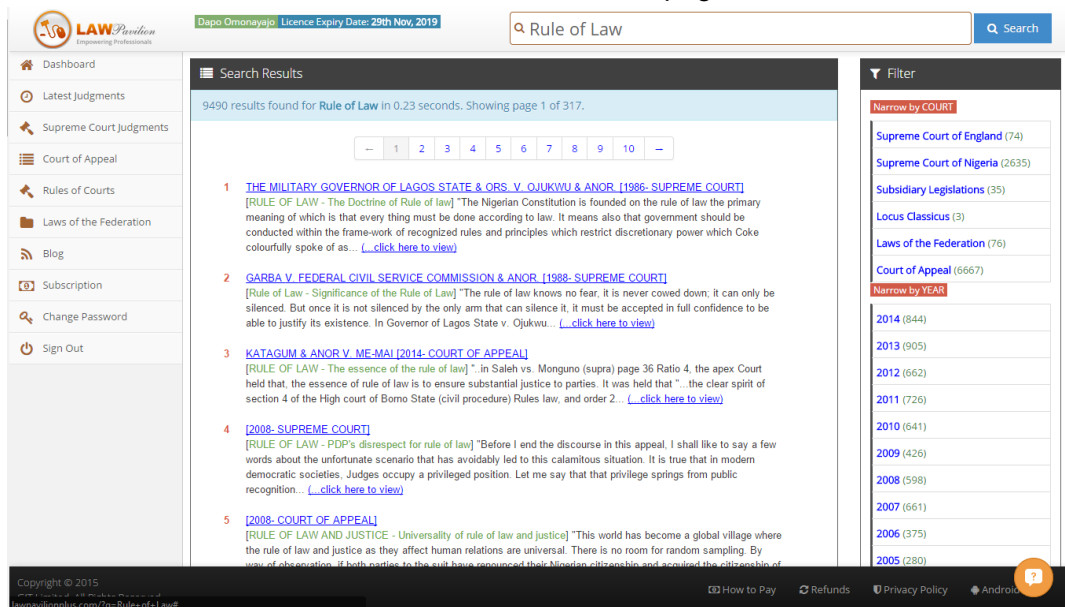 LAWPavilion
Empowering Professionals
Dapo Omonayajo Licence Expiry Date: 29th Nov, 2019
Rule of Law
Search
Dashboard
Latest Judgments
Supreme Court Judgments
Court of Appeal
Rules of Courts
Laws of the Federation
Blog
Subscription
Change Password
Sign Out
Search Results
9490 results found for Rule of Law in 0.23 seconds. Showing page 1 of 317.
← 1 2 3 4 5 6 7 8 9 10 →
1 THE MILITARY GOVERNOR OF LAGOS STATE & ORS. V. OJUKWU & ANOR. [1986- SUPREME COURT]
[RULE OF LAW - The Doctrine of Rule of law] "The Nigerian Constitution is founded on the rule of law the primary
meaning of which is that every thing must be done according to law. It means also that government should be
conducted within the frame-work of recognized rules and principles which restrict discretionary power which Coke
colourfully spoke of as... (...click here to view)
2 GARBA V. FEDERAL CIVIL SERVICE COMMISSION & ANOR. [1988- SUPREME COURT]
[Rule of Law - Significance of the Rule of Law] "The rule of law knows no fear, it is never cowed down; it can only be
silenced. But once it is not silenced by the only arm that can silence it, it must be accepted in full confidence to be
able to justify its existence. In Governor of Lagos State v. Ojukwu... (...click here to view)
3 KATAGUM & ANOR V. ME-MAI [2014- COURT OF APPEAL]
[RULE OF LAW - The essence of the rule of law] "..in Saleh vs. Monguno (supra) page 36 Ratio 4, the apex Court
held that, the essence of rule of law is to ensure substantial justice to parties. It was held that "...the clear spirit of
section 4 of the High court of Borno State (civil procedure) Rules law, and order 2... (...click here to view)
4 [2008- SUPREME COURT]
[RULE OF LAW - PDP's disrespect for rule of law] "Before I end the discourse in this appeal, I shall like to say a few
words about the unfortunate scenario that has avoidably led to this calamitous situation. It is true that in modern
democratic societies, Judges occupy a privileged position. Let me say that that privilege springs from public
recognition... (...click here to view)
5 [2008- COURT OF APPEAL]
[RULE OF LAW AND JUSTICE - Universality of rule of law and justice] "This world has become a global village where
the rule of law and justice as they affect human relations are universal. There is no room for random sampling. By
way of observation, if both parties to the suit have renounced their Nigerian citizenship and acquired the citizenship of
Filter
Narrow by COURT
Supreme Court of England (74)
Supreme Court of Nigeria (2635)
Subsidiary Legislations (35)
Locus Classicus (3)
Laws of the Federation (76)
Court of Appeal (6667)
Narrow by YEAR
2014 (844)
2013 (905)
2012 (662)
2011 (726)
2010 (641)
2009 (426)
2008 (598)
2007 (661)
2006 (375)
2005 (280)
Copyright © 2015
How to Pay Refunds Privacy Policy Android
lawpavilionplus.com/?q=Rule+of+Law#